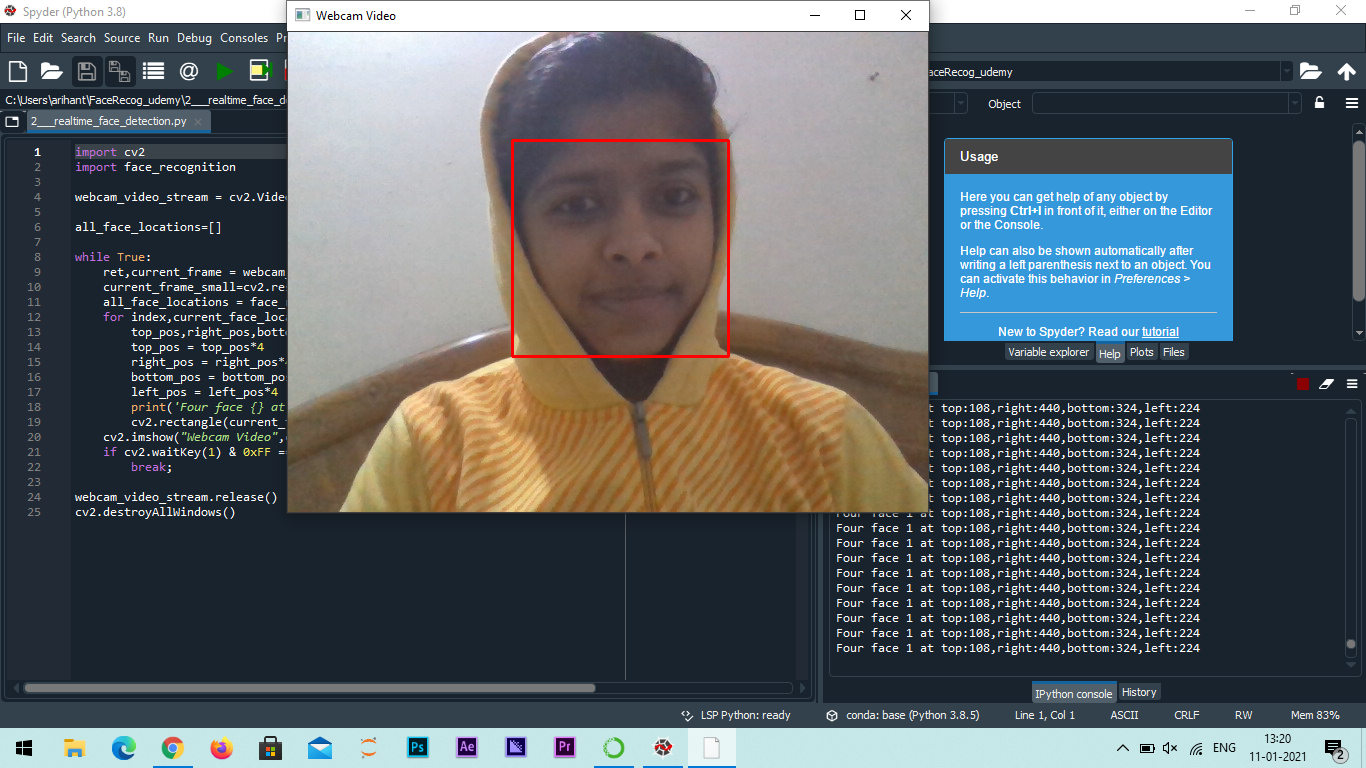 Spyder (Python 3.8)
Webcam Video
File Edit Search Source Run Debug Consoles
C:\Users\arihant\FaceRecog_udemy\2___realtime_face_d
aceRecog_udemy
Object
2___realtime_face_detection.py
1 import cv2
2 import face_recognition
3
4 webcam_video_stream = cv2.Vide
5
6 all_face_locations=[]
7
8 while True:
9 ret,current_frame = webcam_
10 current_frame_small=cv2.re
11 all_face_locations = face_
12 for index,current_face_loc
13 top_pos,right_pos,bott
14 top_pos = top_pos*4
15 right_pos = right_pos*
16 bottom_pos = bottom_po
17 left_pos = left_pos*4
18 print('Four face {} at
19 cv2.rectangle(current_
20 cv2.imshow("Webcam Video",
21 if cv2.waitKey(1) & 0xFF ==
22 break;
23
24 webcam_video_stream.release()
25 cv2.destroyAllWindows()
Usage
Here you can get help of any object by
pressing Ctrl+I in front of it, either on the Editor
or the Console.
Help can also be shown automatically after
writing a left parenthesis next to an object. You
can activate this behavior in Preferences >
Help.
New to Spyder? Read our tutorial
Variable explorer Help Plots Files
t top:108,right:440,bottom:324,left:224
t top:108,right:440,bottom:324,left:224
t top:108,right:440,bottom:324,left:224
t top:108,right:440,bottom:324,left:224
t top:108,right:440,bottom:324,left:224
t top:108,right:440,bottom:324,left:224
t top:108,right:440,bottom:324,left:224
Four face 1 at top:108,right:440,bottom:324,left:224
Four face 1 at top:108,right:440,bottom:324,left:224
Four face 1 at top:108,right:440,bottom:324,left:224
Four face 1 at top:108,right:440,bottom:324,left:224
Four face 1 at top:108,right:440,bottom:324,left:224
Four face 1 at top:108,right:440,bottom:324,left:224
Four face 1 at top:108,right:440,bottom:324,left:224
Four face 1 at top:108,right:440,bottom:324,left:224
Four face 1 at top:108,right:440,bottom:324,left:224
Four face 1 at top:108,right:440,bottom:324,left:224
IPython console History
LSP Python: ready conda: base (Python 3.8.5) Line 1, Col 1 ASCII CRLF RW Mem 83%
Ps Ae Pr
ENG 13:20
11-01-2021 2